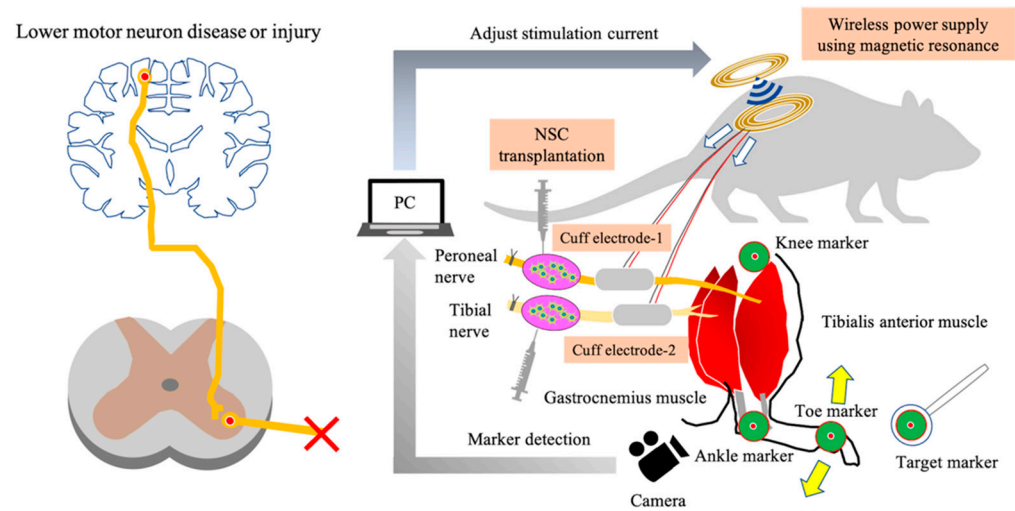 Lower motor neuron disease or injury
Adjust stimulation current
Wireless power supply
using magnetic resonance
NSC
transplantation
PC
Cuff electrode-1
Knee marker
Peroneal
nerve
Tibial
nerve
Tibialis anterior muscle
Cuff electrode-2
Gastrocnemius muscle
Toe marker
Marker detection
Ankle marker
Target marker
Camera